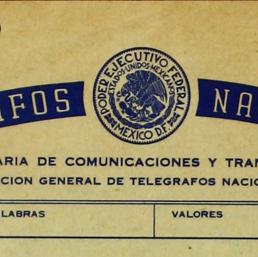 PODER EJECUTIVO FEDERAL
ESTADOS UNIDOS MEXICANOS
MEXICO D.F.
AFOS NA
ARIA DE COMUNICACIONES Y TRAN
CION GENERAL DE TELEGRAFOS NACIO
LABRAS VALORES